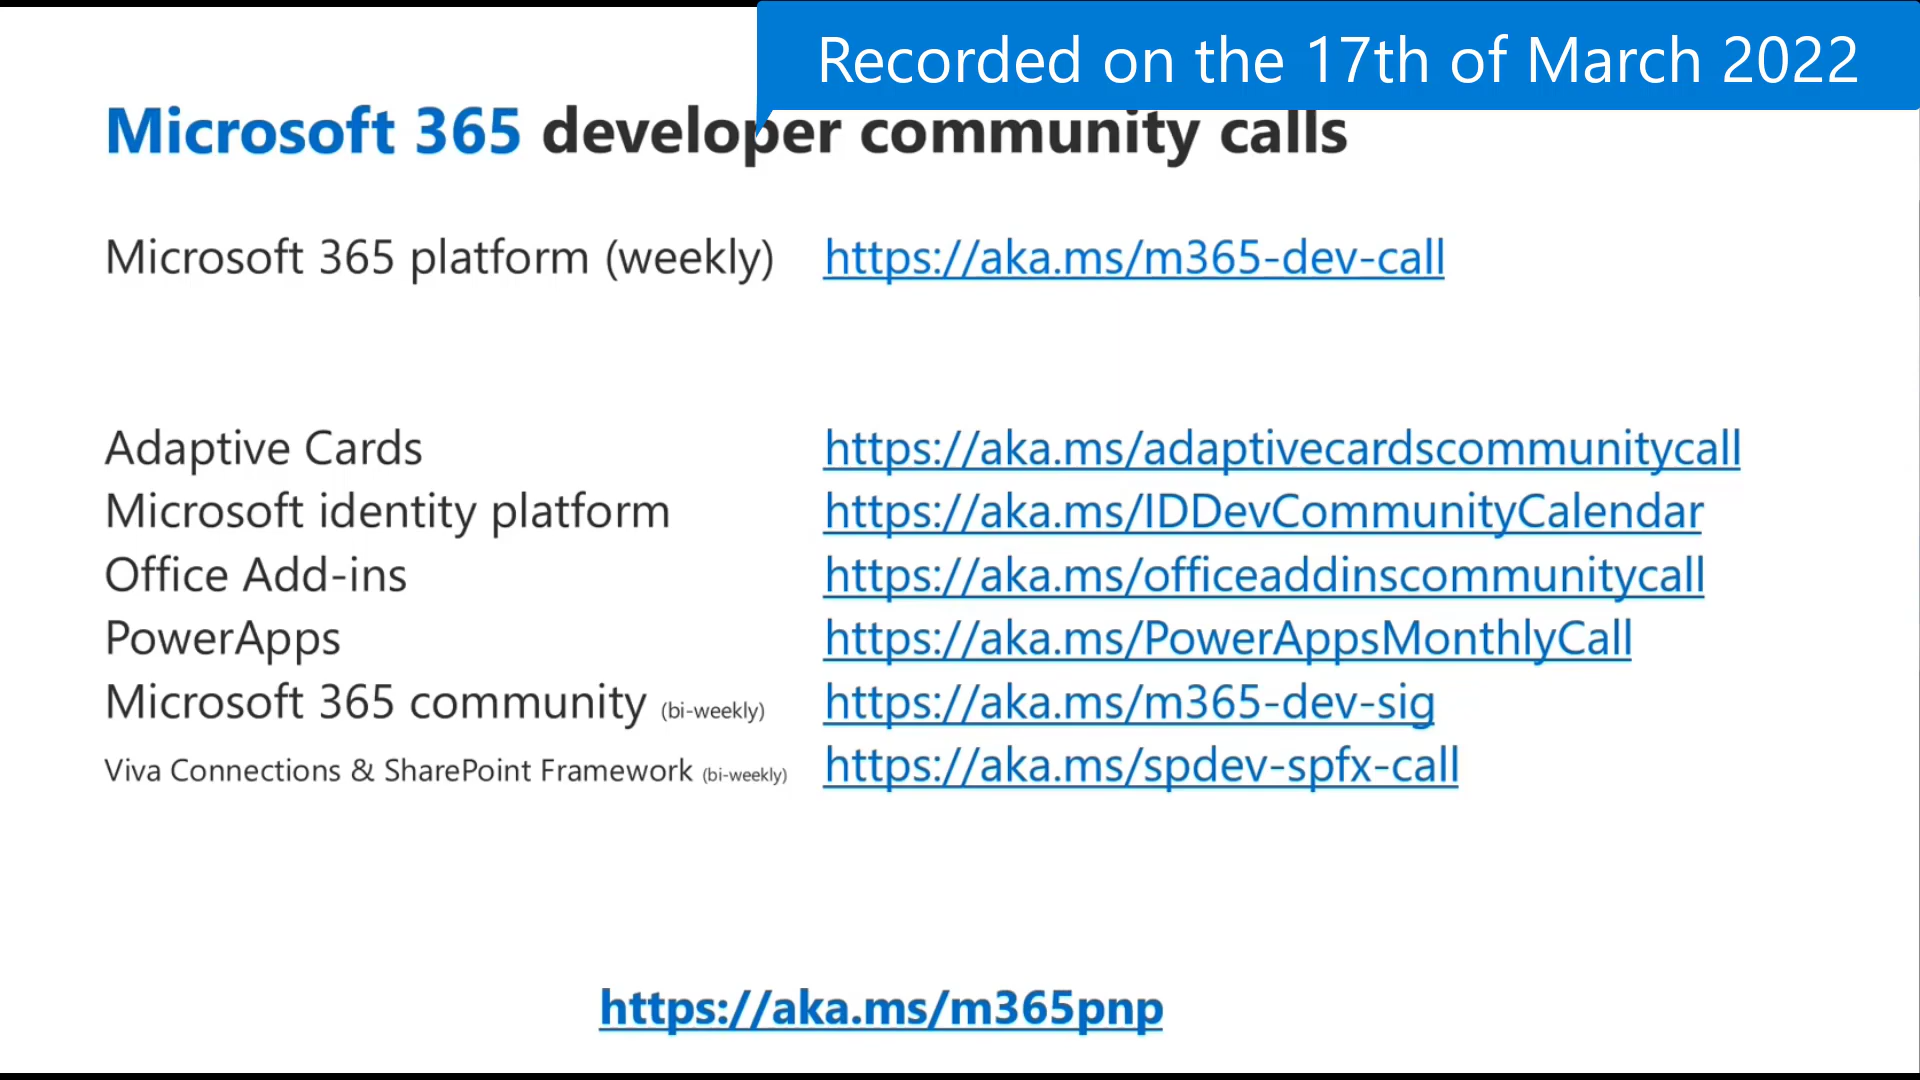 Recorded on the 17th of March 2022
Microsoft 365 developer community calls
Microsoft 365 platform (weekly) https://aka.ms/m365-dev-call
Adaptive Cards https://aka.ms/adaptivecardscommunitycall
Microsoft identity platform https://aka.ms/IDDevCommunityCalendar
Office Add-ins https://aka.ms/officeaddinscommunitycall
PowerApps https://aka.ms/PowerAppsMonthlyCall
Microsoft 365 community (bi-weekly) https://aka.ms/m365-dev-sig
Viva Connections & SharePoint Framework (bi-weekly) https://aka.ms/spdev-spfx-call
https://aka.ms/m365pnp